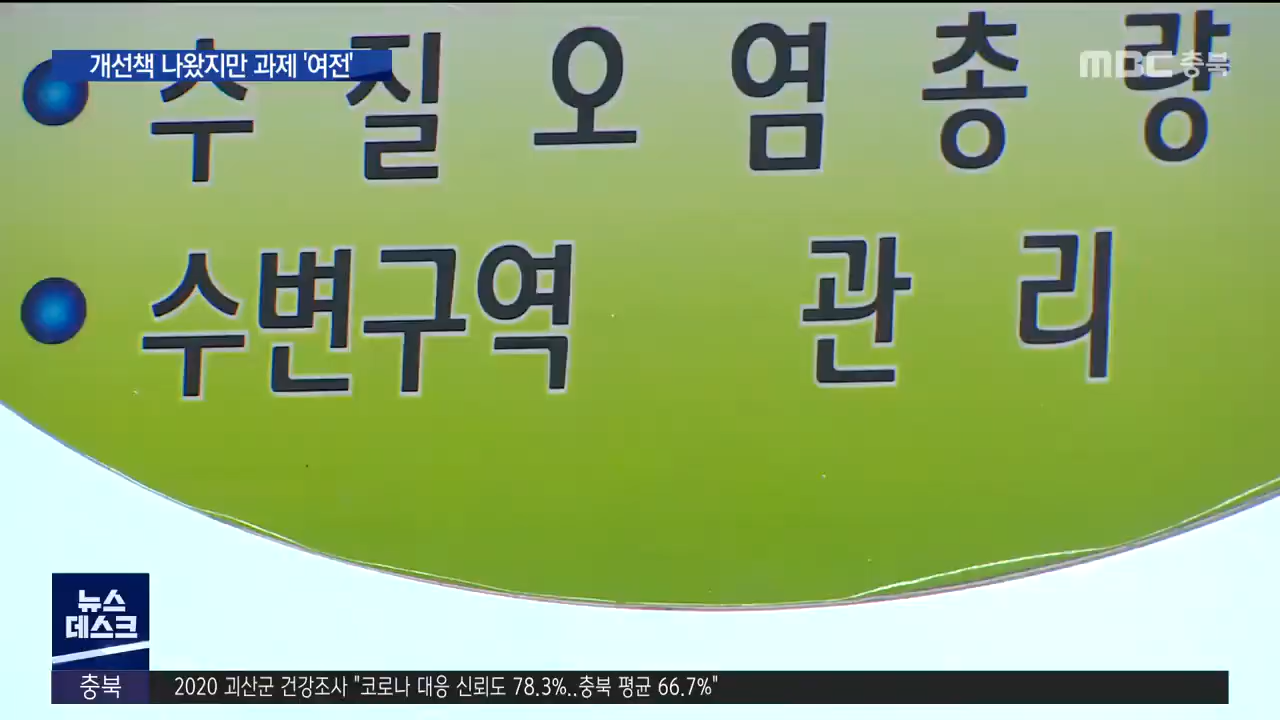 개선책 나왔지만 과제 '여전'
MBC충북
수 질 오 염 총 량
수변구역 관 리
뉴스
데스크
충북 2020 괴산군 건강조사 "코로나 대응 신뢰도 78.3%..충북 평균 66.7%"